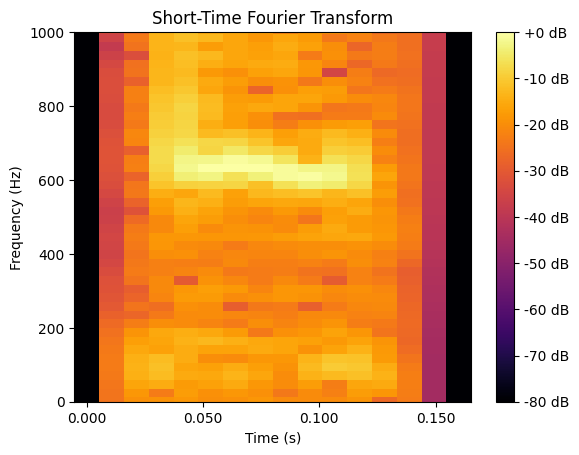 Short-Time Fourier Transform
1000
800
600
400
200
0
Frequency (Hz)
0.000
0.050
0.100
0.150
Time (s)
+0 dB
-10 dB
-20 dB
-30 dB
-40 dB
-50 dB
-60 dB
-70 dB
-80 dB